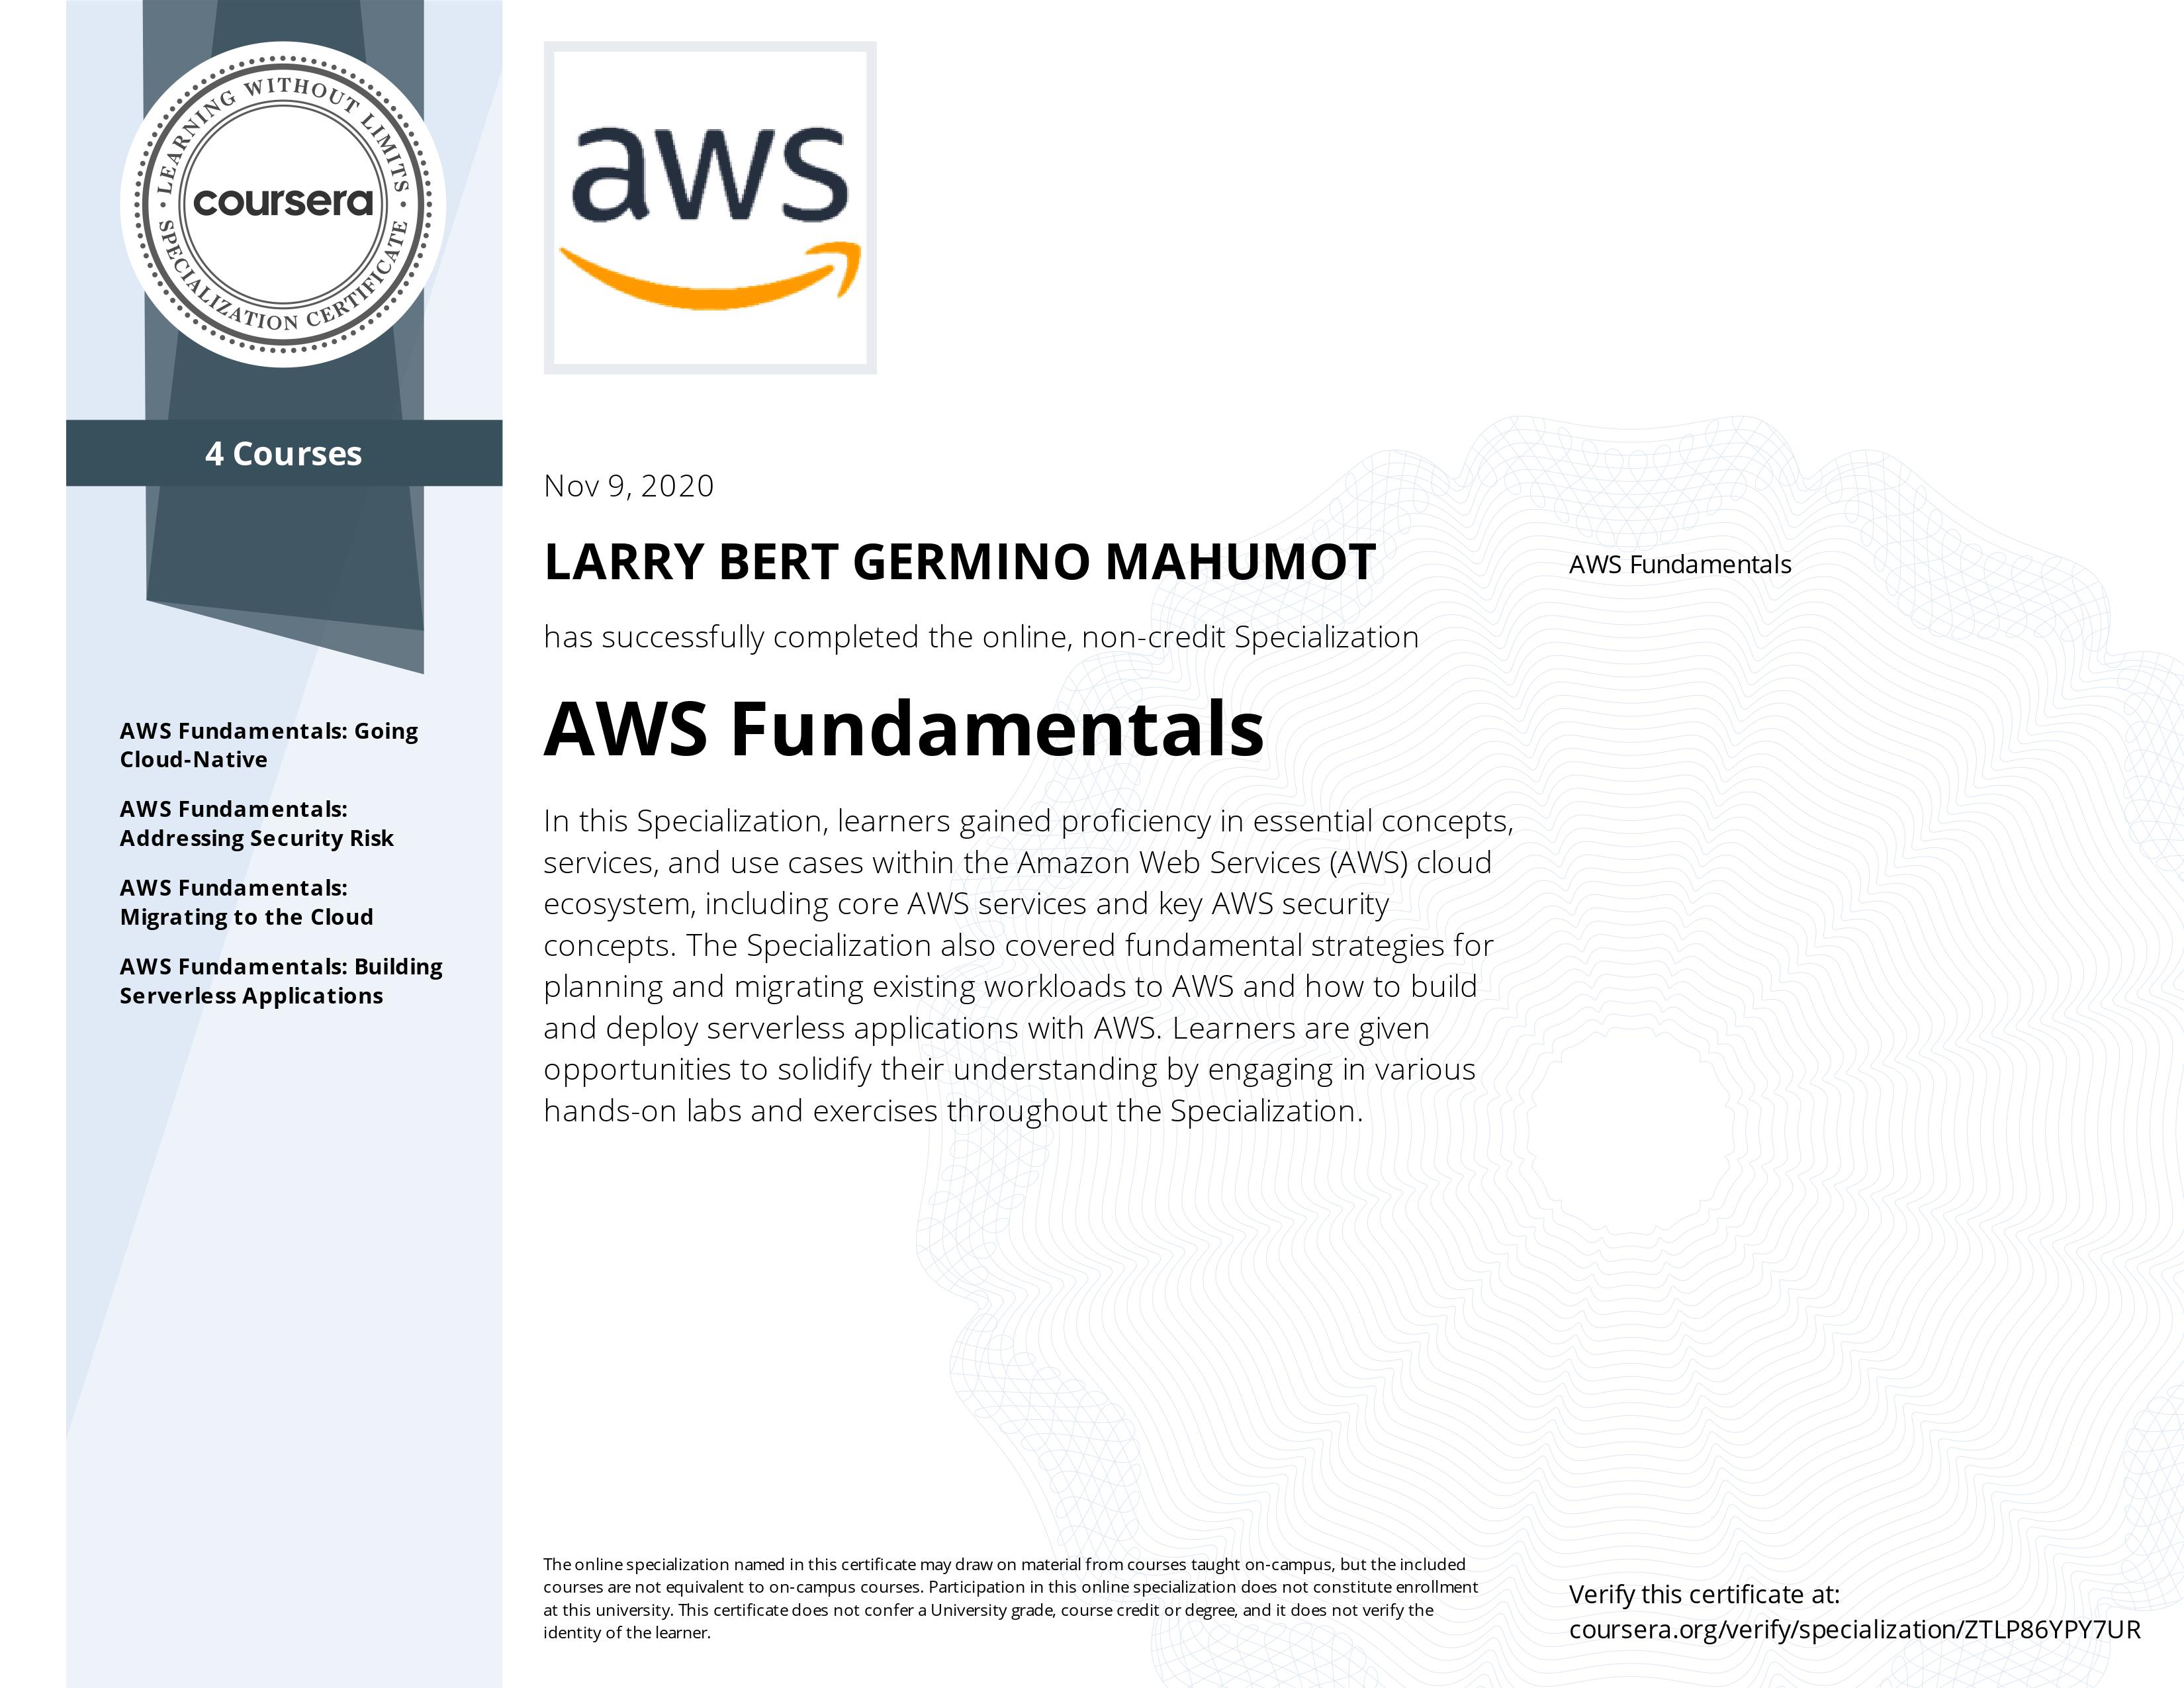 LEARNING WITHOUT LIMITS
coursera
SPECIALIZATION CERTIFICATE
4 Courses
AWS Fundamentals: Going
Cloud-Native
AWS Fundamentals:
Addressing Security Risk
AWS Fundamentals:
Migrating to the Cloud
AWS Fundamentals: Building
Serverless Applications
aws
Nov 9, 2020
LARRY BERT GERMINO MAHUMOT
has successfully completed the online, non-credit Specialization
AWS Fundamentals
In this Specialization, learners gained proficiency in essential concepts,
services, and use cases within the Amazon Web Services (AWS) cloud
ecosystem, including core AWS services and key AWS security
concepts. The Specialization also covered fundamental strategies for
planning and migrating existing workloads to AWS and how to build
and deploy serverless applications with AWS. Learners are given
opportunities to solidify their understanding by engaging in various
hands-on labs and exercises throughout the Specialization.
AWS Fundamentals
The online specialization named in this certificate may draw on material from courses taught on-campus, but the included
courses are not equivalent to on-campus courses. Participation in this online specialization does not constitute enrollment
at this university. This certificate does not confer a University grade, course credit or degree, and it does not verify the
identity of the learner.
Verify this certificate at:
coursera.org/verify/specialization/ZTLP86YPY7UR